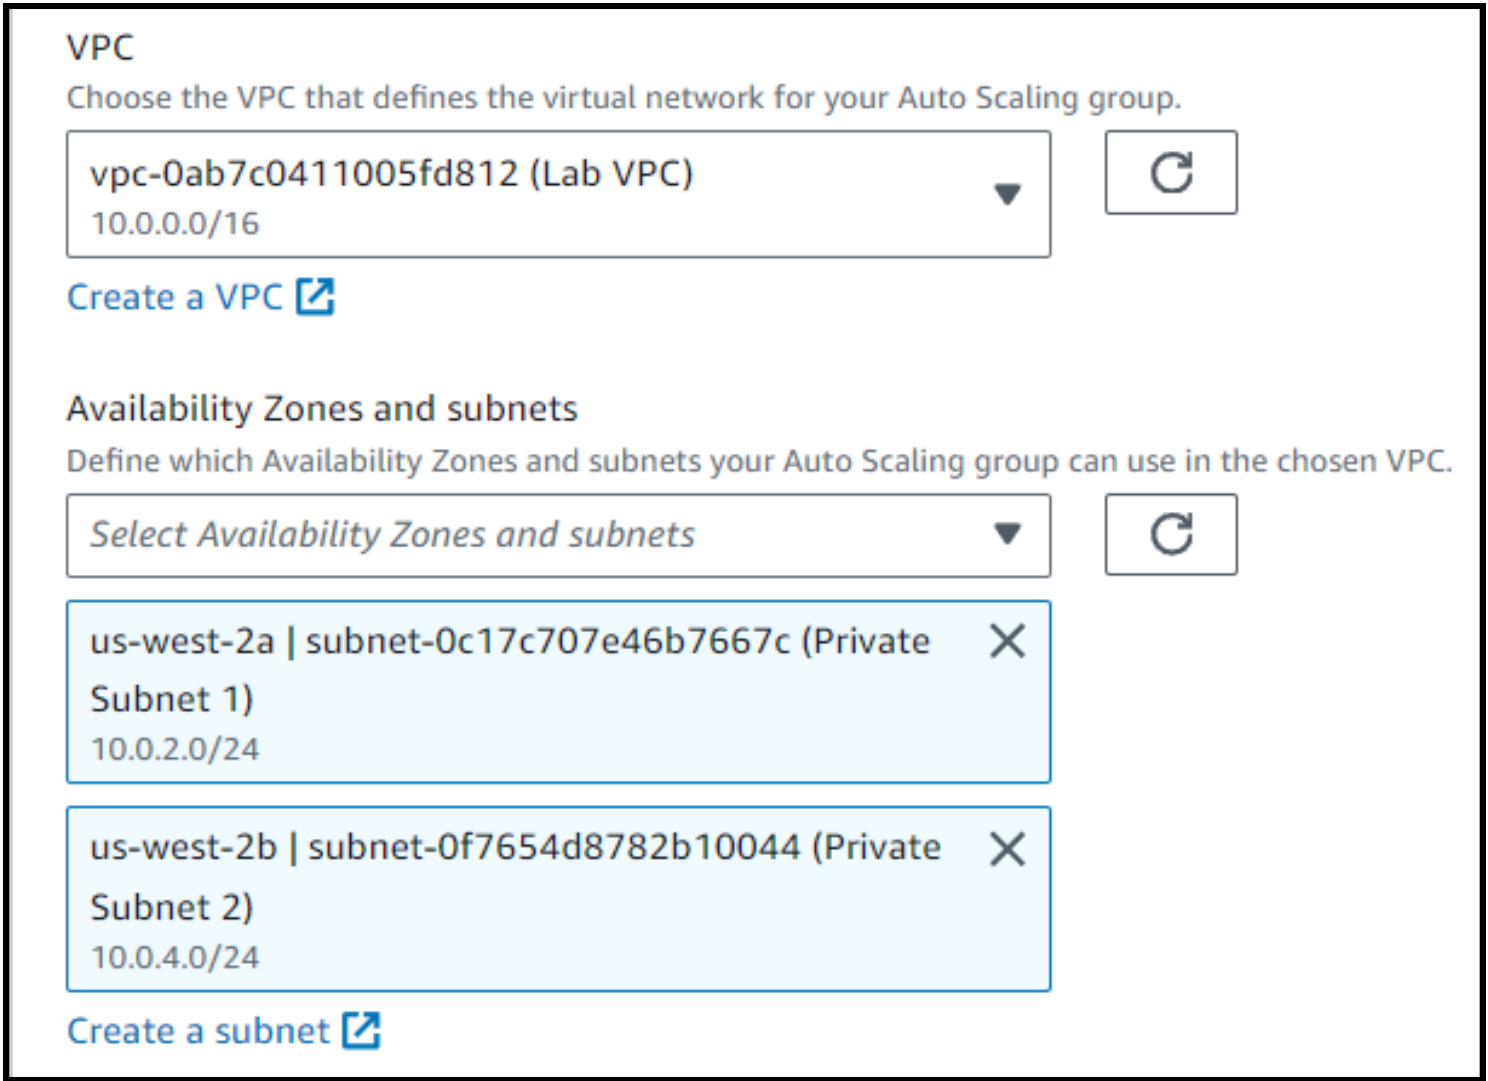 VPC
Choose the VPC that defines the virtual network for your Auto Scaling group.
vpc-0ab7c0411005fd812 (Lab VPC)
10.0.0.0/16
Create a VPC
Availability Zones and subnets
Define which Availability Zones and subnets your Auto Scaling group can use in the chosen VPC.
Select Availability Zones and subnets
us-west-2a | subnet-0c17c707e46b7667c (Private
Subnet 1)
10.0.2.0/24
us-west-2b | subnet-0f7654d8782b10044 (Private
Subnet 2)
10.0.4.0/24
Create a subnet